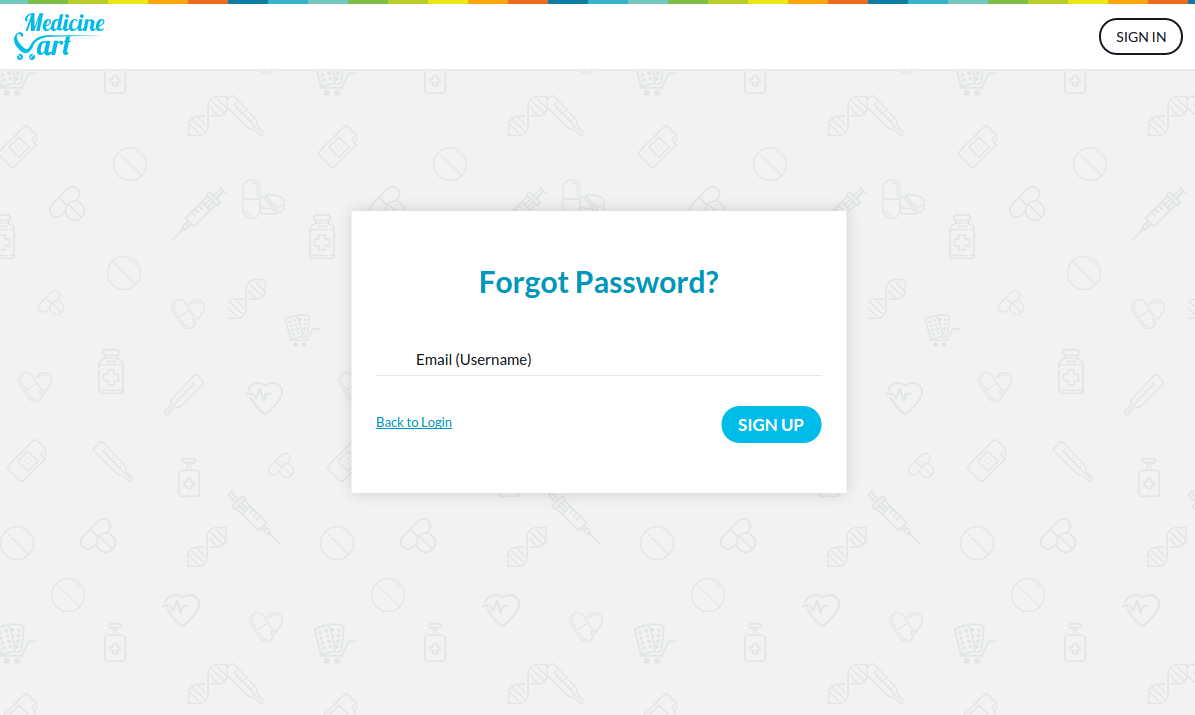 Medicine
Cart
SIGN IN
Forgot Password?
Email (Username)
Back to Login
SIGN UP